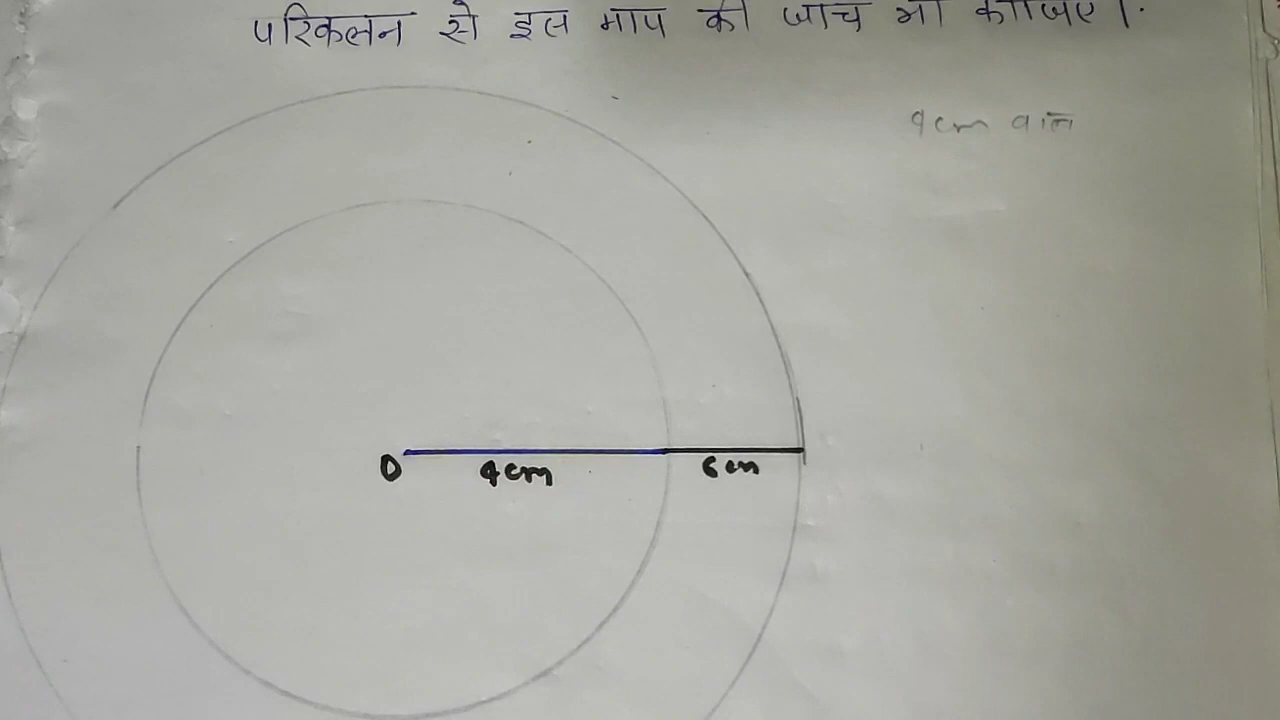 परिकलन से इस माप की जांच भी कीजिए।
4cm वाले
O 4cm 6cm